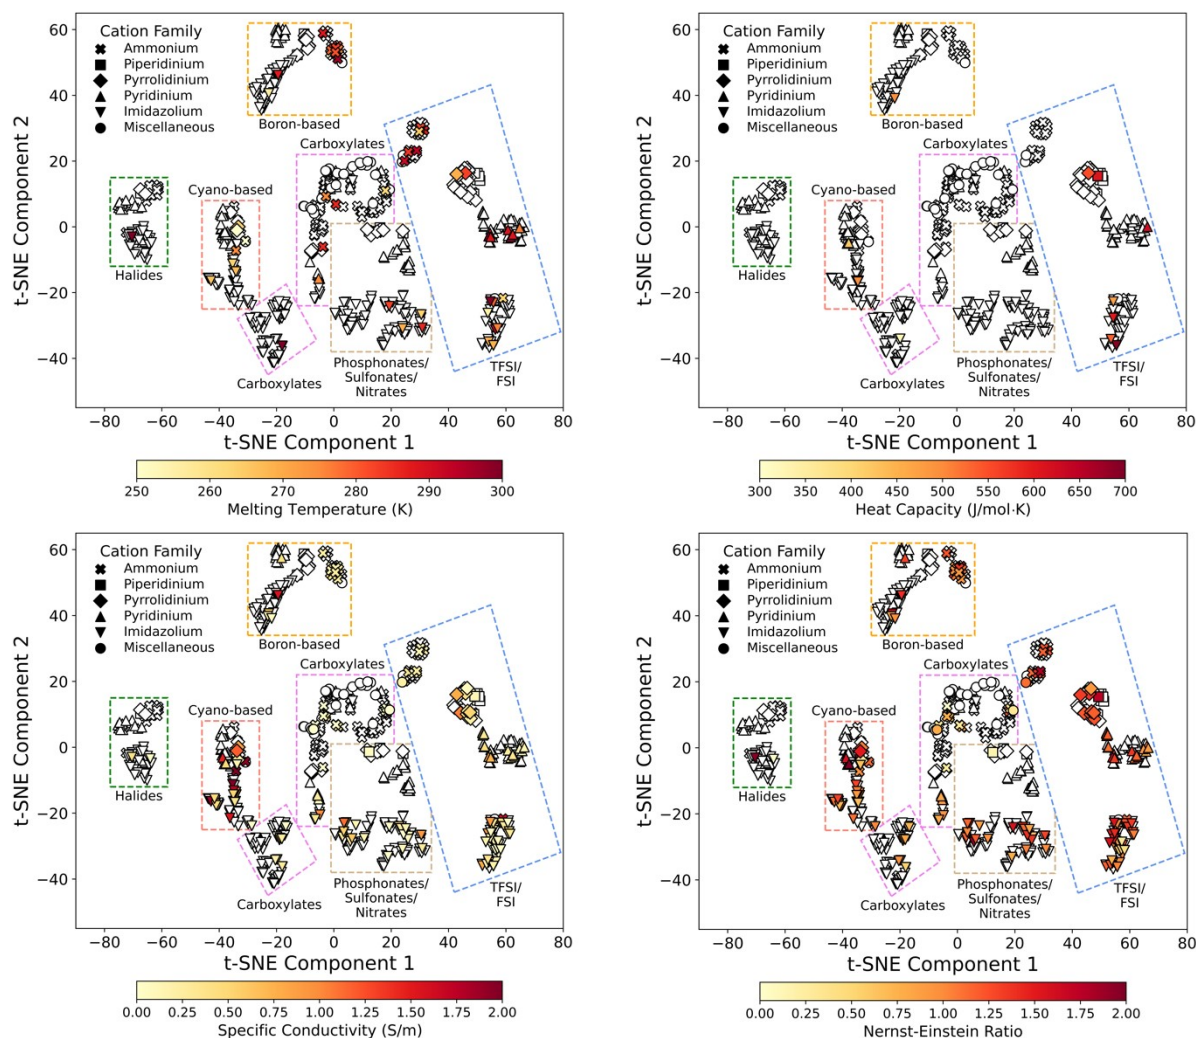 60
40
20
0
−20
−40
t-SNE Component 2
Cation Family
Ammonium
Piperidinium
Pyrrolidinium
Pyridinium
Imidazolium
Miscellaneous
Boron-based
Carboxylates
Cyano-based
Halides
Carboxylates
Phosphonates/
Sulfonates/
Nitrates
TFSI/
FSI
−80 −60 −40 −20 0 20 40 60 80
t-SNE Component 1
250 260 270 280 290 300
Melting Temperature (K)
60
40
20
0
−20
−40
t-SNE Component 2
Cation Family
Ammonium
Piperidinium
Pyrrolidinium
Pyridinium
Imidazolium
Miscellaneous
Boron-based
Carboxylates
Cyano-based
Halides
Carboxylates
Phosphonates/
Sulfonates/
Nitrates
TFSI/
FSI
−80 −60 −40 −20 0 20 40 60 80
t-SNE Component 1
300 350 400 450 500 550 600 650 700
Heat Capacity (J/mol·K)
60
40
20
0
−20
−40
t-SNE Component 2
Cation Family
Ammonium
Piperidinium
Pyrrolidinium
Pyridinium
Imidazolium
Miscellaneous
Boron-based
Carboxylates
Cyano-based
Halides
Carboxylates
Phosphonates/
Sulfonates/
Nitrates
TFSI/
FSI
−80 −60 −40 −20 0 20 40 60 80
t-SNE Component 1
0.00 0.25 0.50 0.75 1.00 1.25 1.50 1.75 2.00
Specific Conductivity (S/m)
60
40
20
0
−20
−40
t-SNE Component 2
Cation Family
Ammonium
Piperidinium
Pyrrolidinium
Pyridinium
Imidazolium
Miscellaneous
Boron-based
Carboxylates
Cyano-based
Halides
Carboxylates
Phosphonates/
Sulfonates/
Nitrates
TFSI/
FSI
−80 −60 −40 −20 0 20 40 60 80
t-SNE Component 1
0.00 0.25 0.50 0.75 1.00 1.25 1.50 1.75 2.00
Nernst-Einstein Ratio